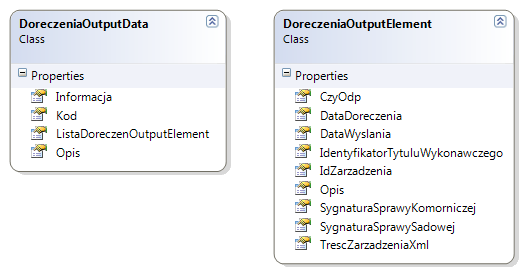 DoreczeniaOutputData
Class
Properties
Informacja
Kod
ListaDoreczenOutputElement
Opis
DoreczeniaOutputElement
Class
Properties
CzyOdp
DataDoreczenia
DataWyslania
IdentyfikatorTytuluWykonawczego
IdZarzadzenia
Opis
SygnaturaSprawyKomorniczej
SygnaturaSprawySadowej
TrescZarzadzeniaXml